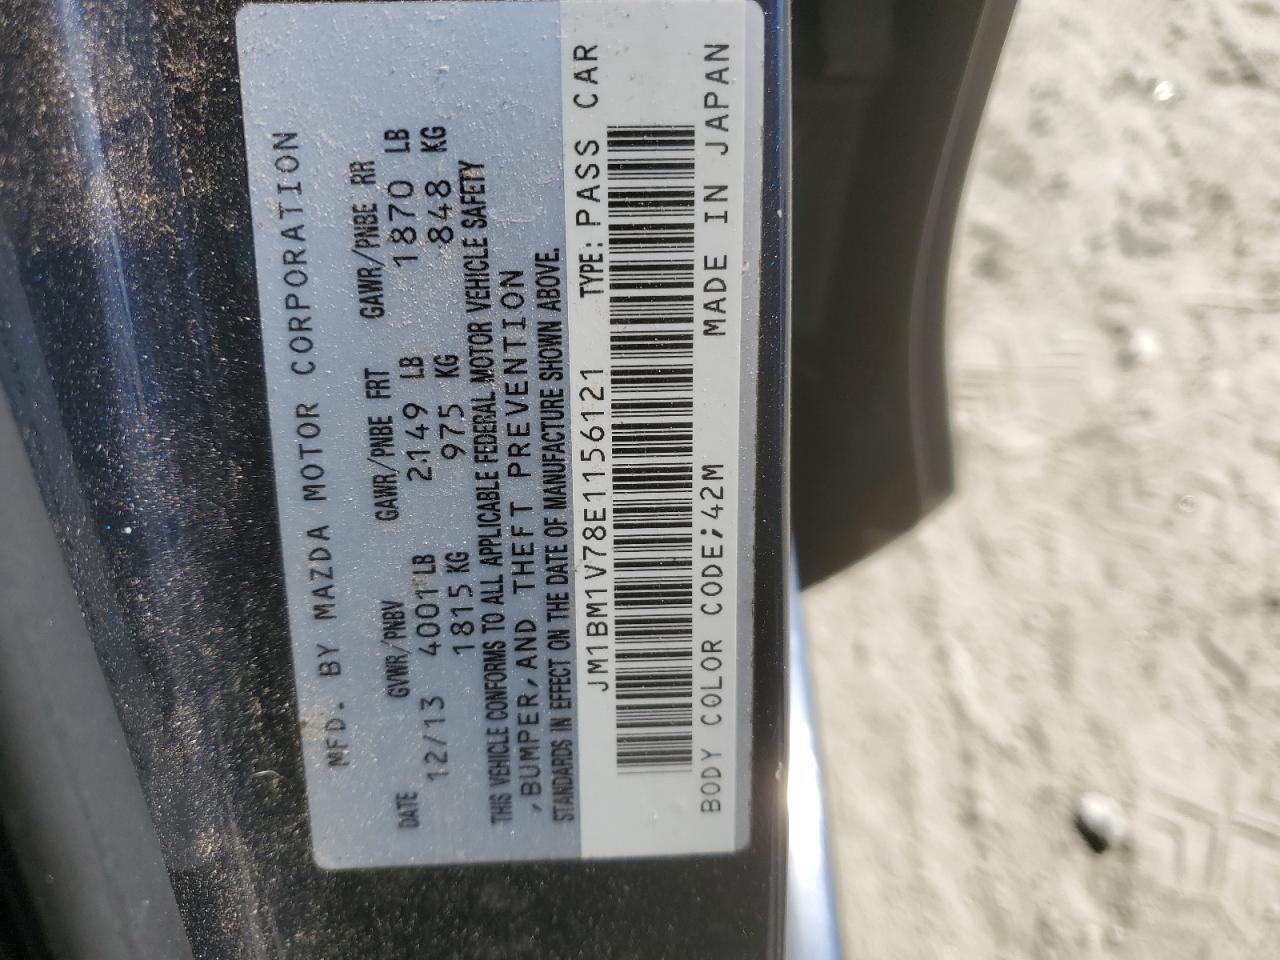 MFD. BY MAZDA MOTOR CORPORATION
DATE GVWR/PNBV GAWR/PNBE FRT GAWR/PNBE RR
12/13 4001 LB 2149 LB 1870 LB
1815 KG 975 KG 848 KG
THIS VEHICLE CONFORMS TO ALL APPLICABLE FEDERAL MOTOR VEHICLE SAFETY
,BUMPER, AND THEFT PREVENTION
STANDARDS IN EFFECT ON THE DATE OF MANUFACTURE SHOWN ABOVE.
JM1BM1V78E1156121 TYPE: PASS CAR
BODY COLOR CODE;42M MADE IN JAPAN